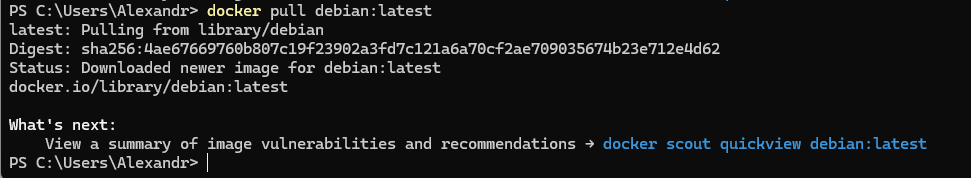 PS C:\Users\Alexandr> docker pull debian:latest
latest: Pulling from library/debian
Digest: sha256:4ae67669760b807c19f23902a3fd7c121a6a70cf2ae709035674b23e712e4d62
Status: Downloaded newer image for debian:latest
docker.io/library/debian:latest
What's next:
View a summary of image vulnerabilities and recommendations → docker scout quickview debian:latest
PS C:\Users\Alexandr>